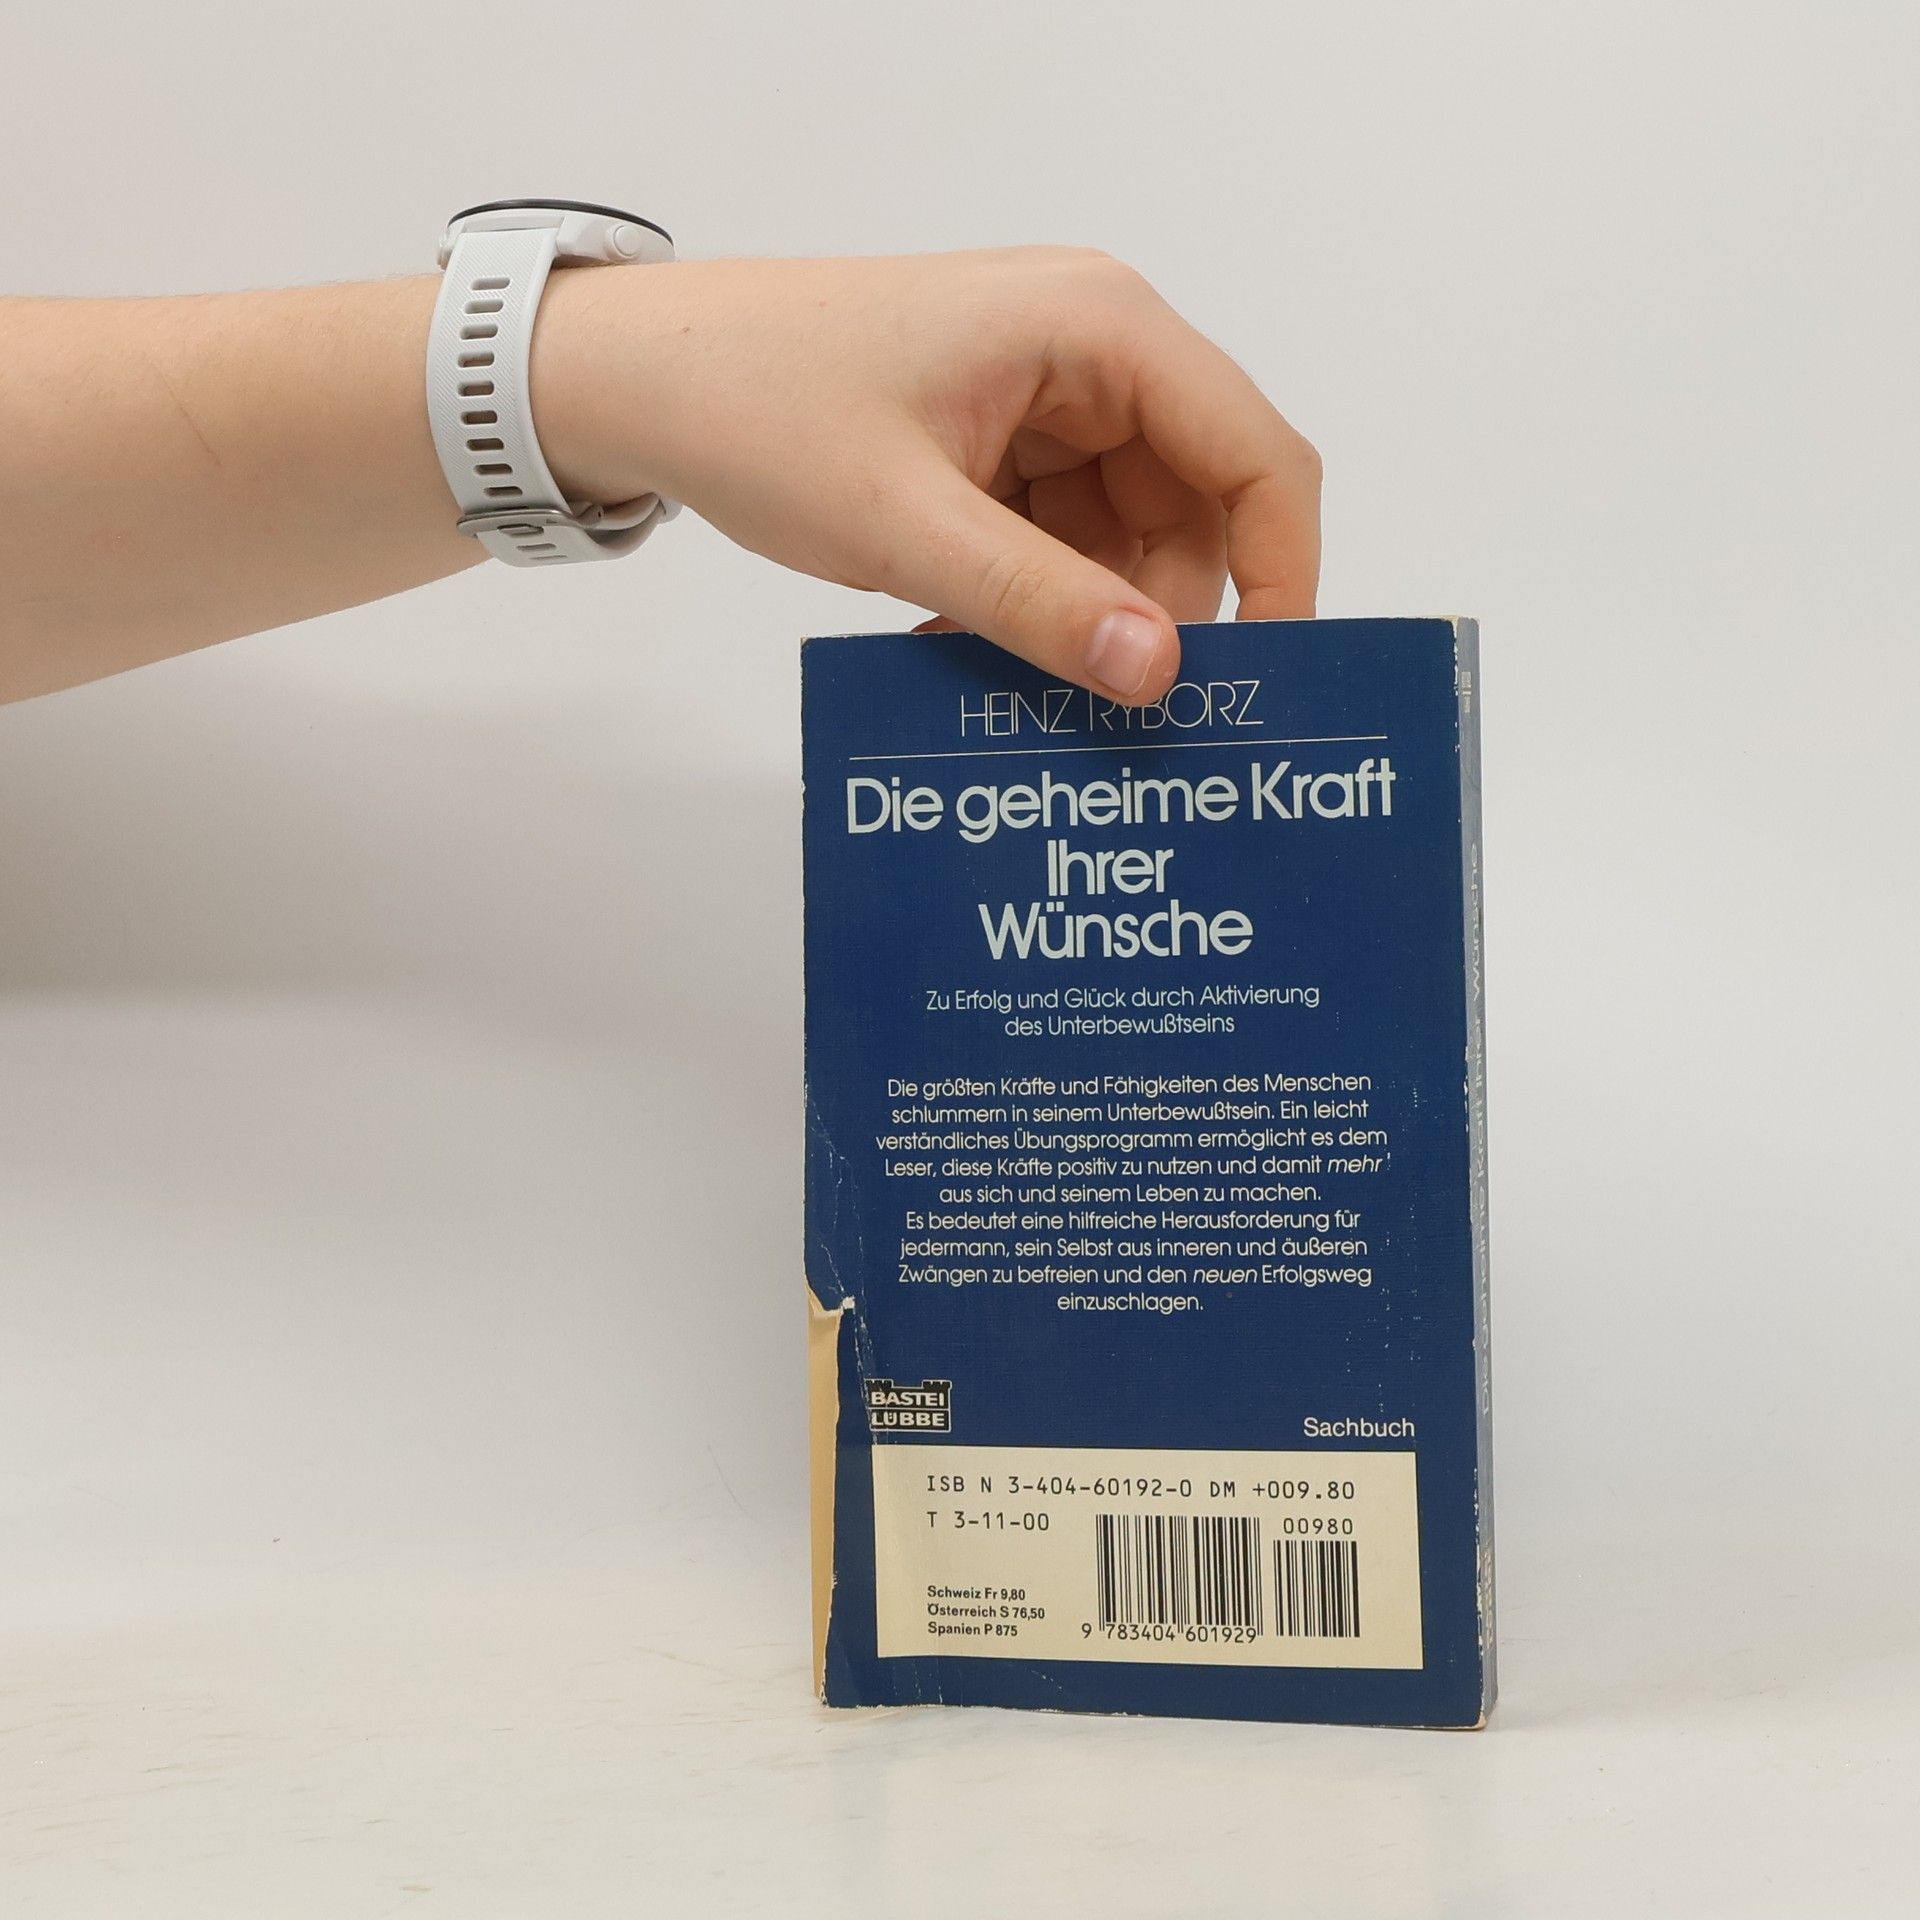 HEINZ RYBORZ
Die geheime Kraft
Ihrer
Wünsche
Zu Erfolg und Glück durch Aktivierung
des Unterbewußtseins
Die größten Kräfte und Fähigkeiten des Menschen
schlummern in seinem Unterbewußtsein. Ein leicht
verständliches Übungsprogramm ermöglicht es dem
Leser, diese Kräfte positiv zu nutzen und damit mehr
aus sich und seinem Leben zu machen.
Es bedeutet eine hilfreiche Herausforderung für
jedermann, sein Selbst aus inneren und äußeren
Zwängen zu befreien und den neuen Erfolgsweg
einzuschlagen.
BASTEI
LÜBBE
Sachbuch
ISB N 3-404-60192-0 DM +009.80
T 3-11-00
00980
Schweiz Fr 9,80
Österreich S 76,50
Spanien P 875
9 783404 601929
Die geheime Kraft Ihrer Wünsche